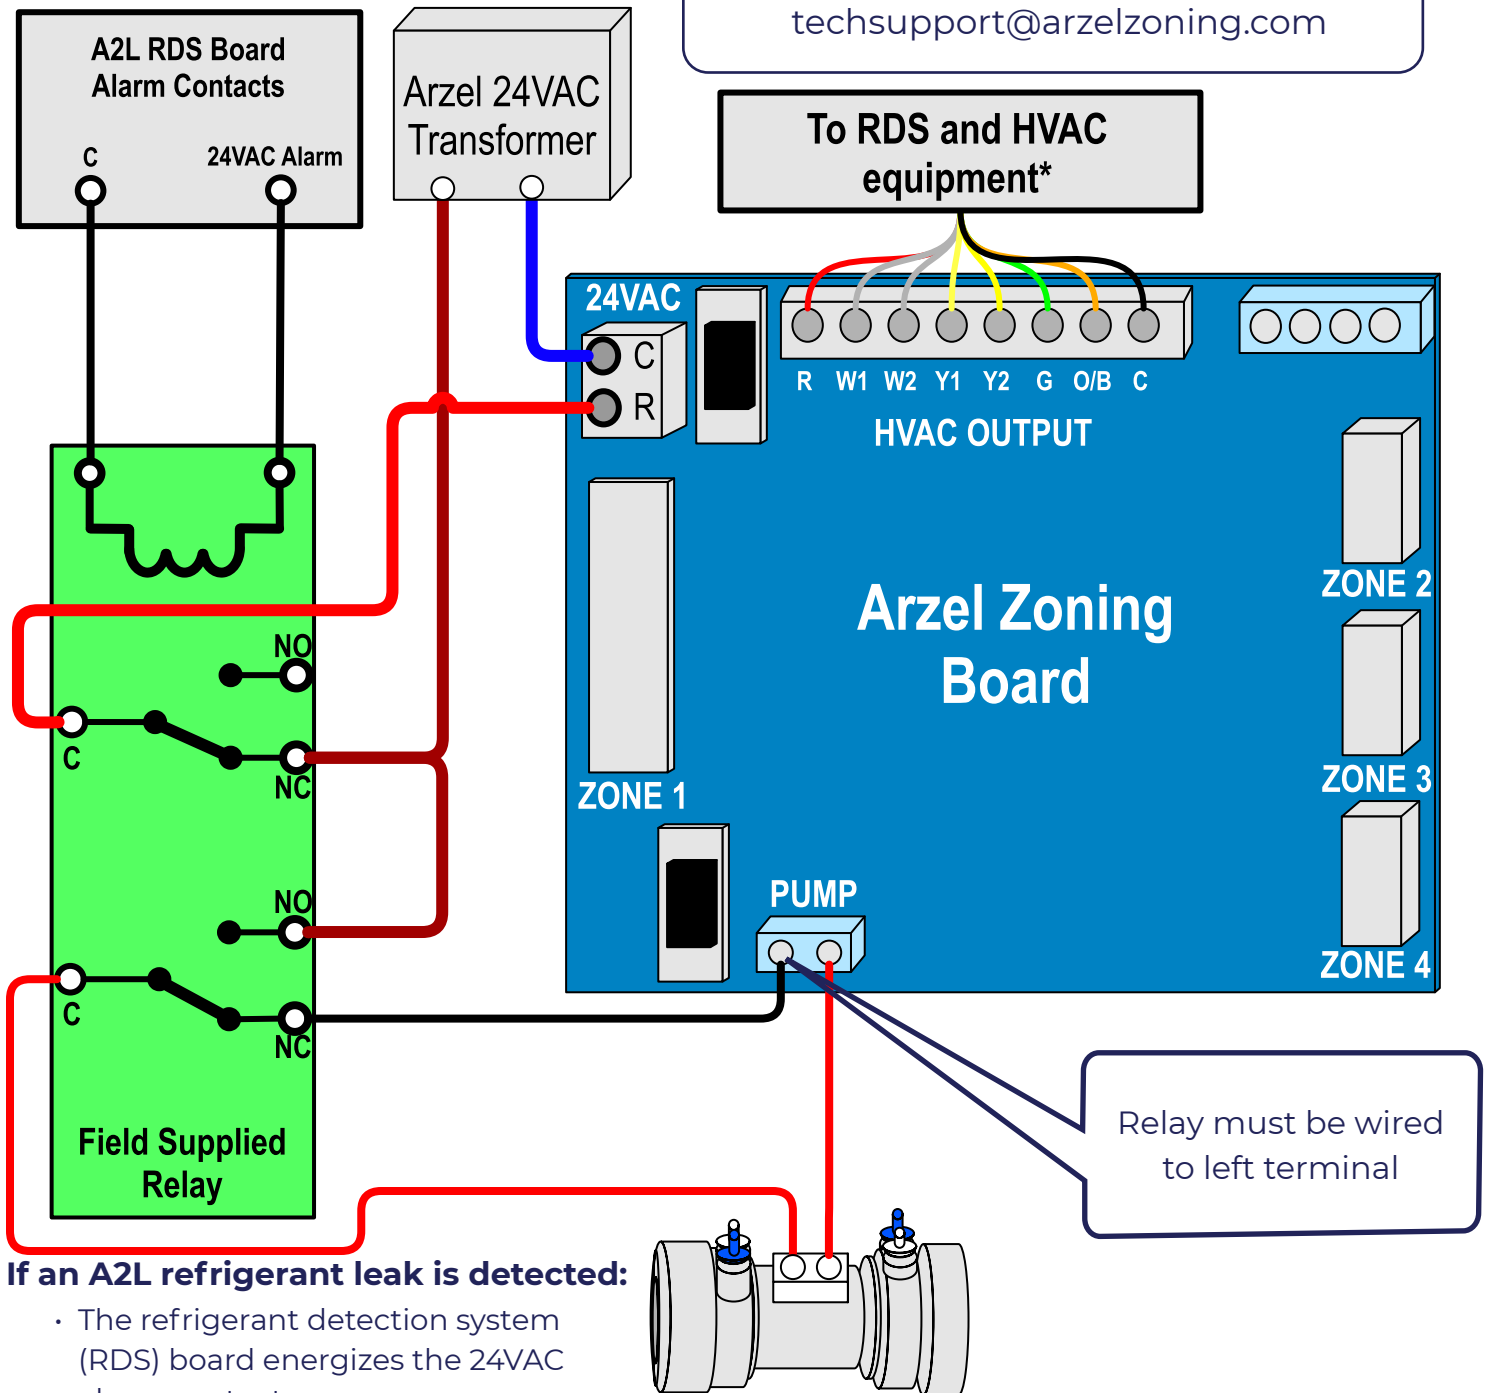 techsupport@arzelzoning.com
A2L RDS Board
Alarm Contacts
C
24VAC Alarm
Arzel 24VAC
Transformer
To RDS and HVAC
equipment*
24VAC
C
R
R W1 W2 Y1 Y2 G O/B C
HVAC OUTPUT
Arzel Zoning
Board
ZONE 1
ZONE 2
ZONE 3
ZONE 4
PUMP
NO
C
NC
NO
C
NC
Field Supplied
Relay
Relay must be wired
to left terminal
If an A2L refrigerant leak is detected:
• The refrigerant detection system
(RDS) board energizes the 24VAC